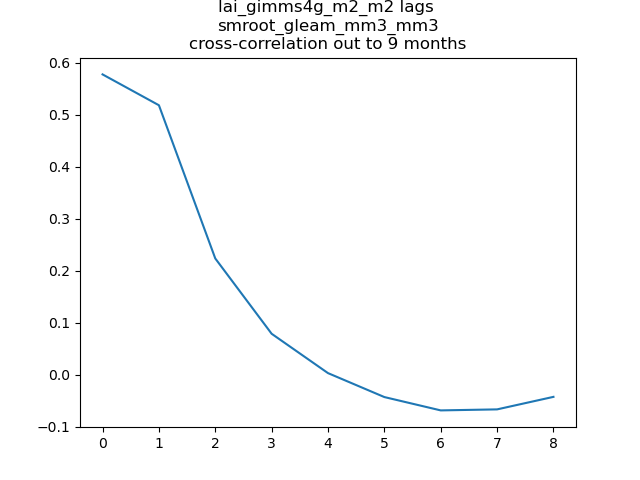 lai_gimms4g_m2_m2 lags
smroot_gleam_mm3_mm3
cross-correlation out to 9 months
0.6
0.5
0.4
0.3
0.2
0.1
0.0
−0.1
0 1 2 3 4 5 6 7 8